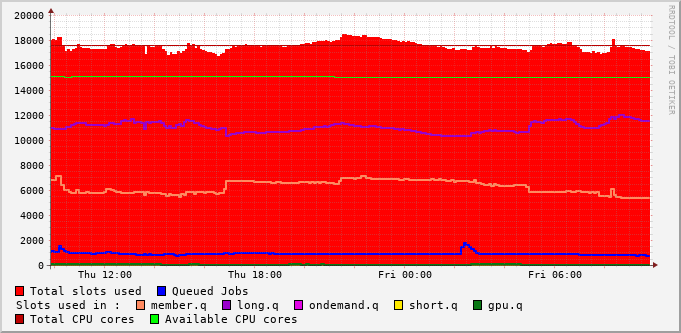 20000
18000
16000
14000
12000
10000
8000
6000
4000
2000
0
Thu 12:00 Thu 18:00 Fri 00:00 Fri 06:00
RRDTOOL / TOBI OETIKER
Total slots used Queued Jobs
Slots used in : member.q long.q ondemand.q short.q gpu.q
Total CPU cores Available CPU cores